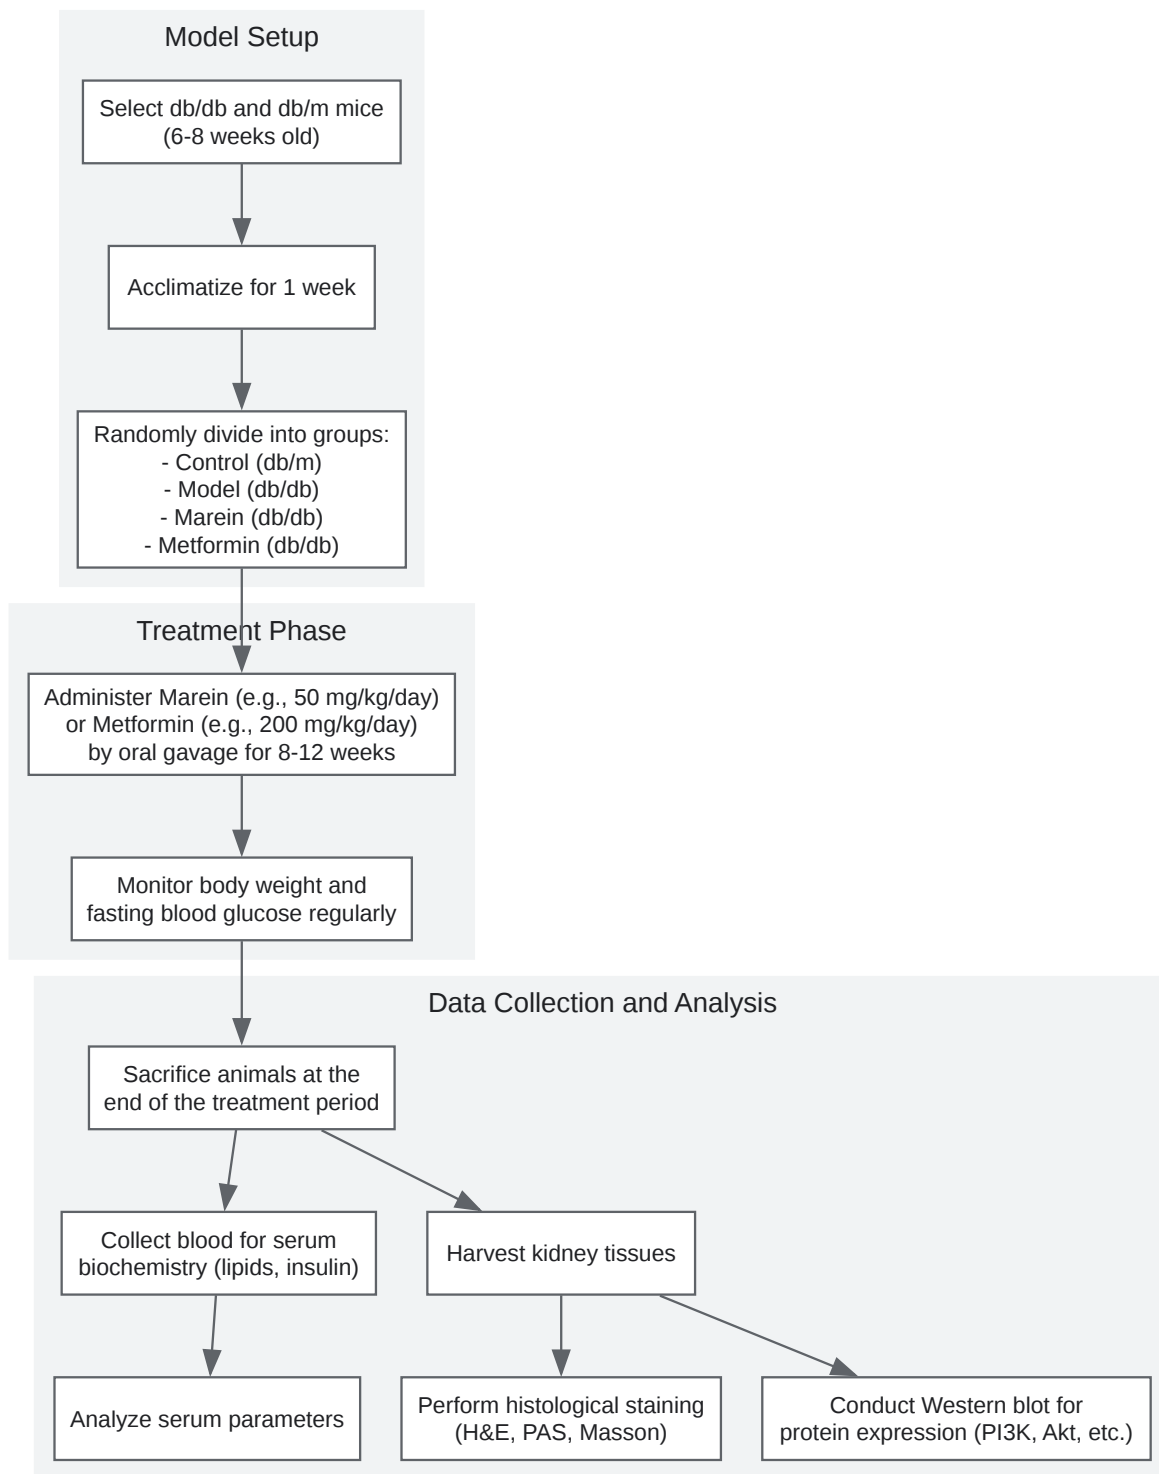 Model Setup
Select db/db and db/m mice
(6-8 weeks old)
Acclimatize for 1 week
Randomly divide into groups:
- Control (db/m)
- Model (db/db)
- Marein (db/db)
- Metformin (db/db)
Treatment Phase
Administer Marein (e.g., 50 mg/kg/day)
or Metformin (e.g., 200 mg/kg/day)
by oral gavage for 8-12 weeks
Monitor body weight and
fasting blood glucose regularly
Data Collection and Analysis
Sacrifice animals at the
end of the treatment period
Collect blood for serum
biochemistry (lipids, insulin)
Harvest kidney tissues
Analyze serum parameters
Perform histological staining
(H&E, PAS, Masson)
Conduct Western blot for
protein expression (PI3K, Akt, etc.)